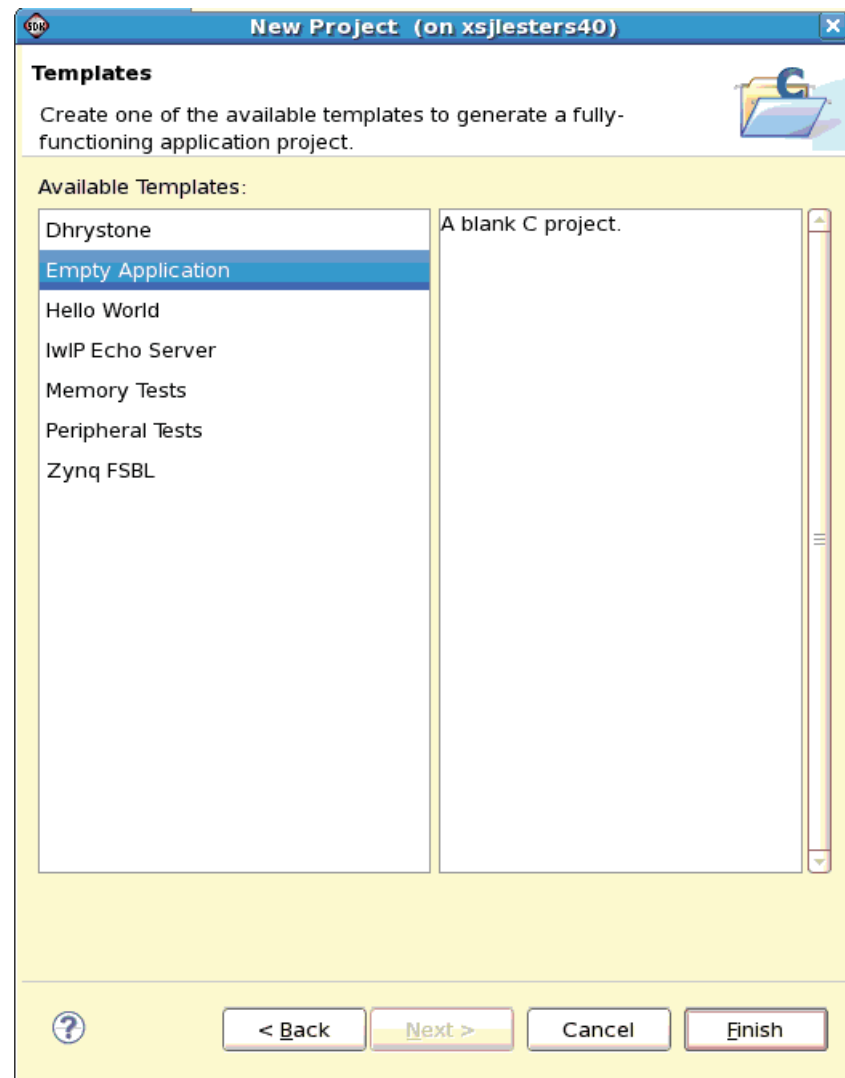 SDK
New Project (on xsjlesters40)
Templates
Create one of the available templates to generate a fully-
functioning application project.
C
Available Templates:
Dhrystone
Empty Application
Hello World
lwIP Echo Server
Memory Tests
Peripheral Tests
Zynq FSBL
A blank C project.
?
< Back
Next >
Cancel
Finish